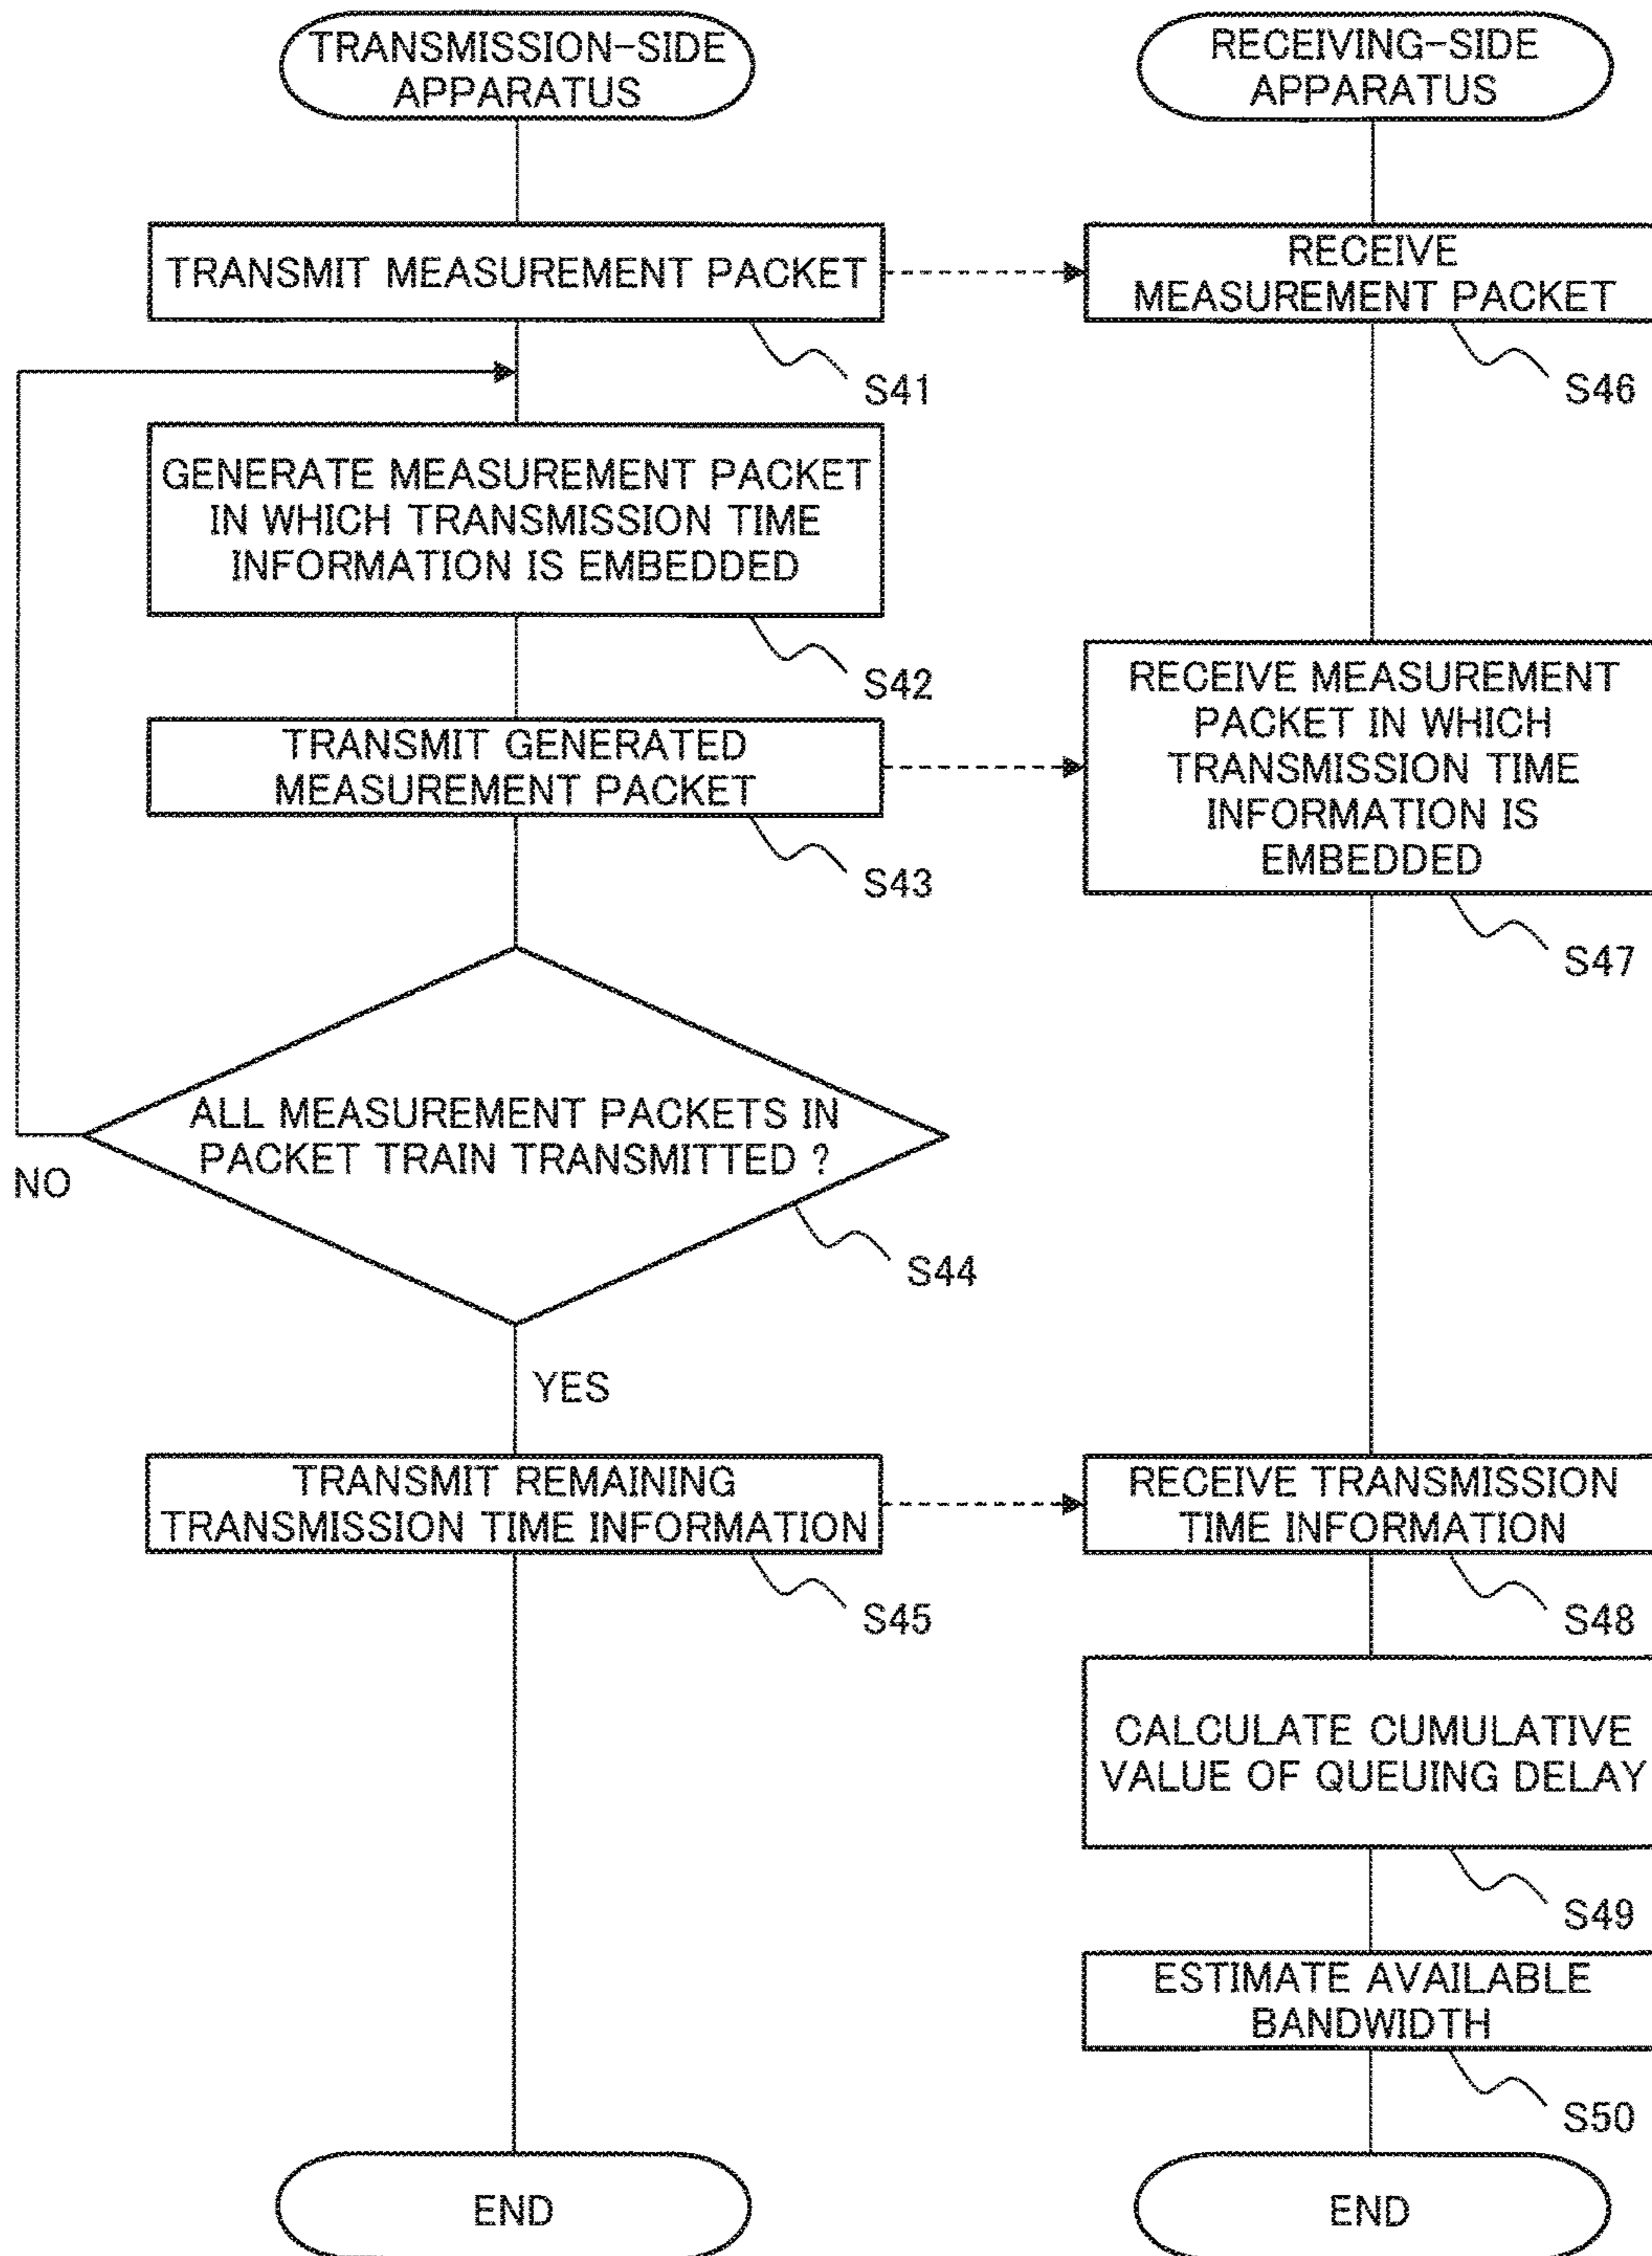 TRANSMISSION-SIDE
APPARATUS
RECEIVING-SIDE
APPARATUS
TRANSMIT MEASUREMENT PACKET
S41
RECEIVE
MEASUREMENT PACKET
S46
GENERATE MEASUREMENT PACKET
IN WHICH TRANSMISSION TIME
INFORMATION IS EMBEDDED
S42
TRANSMIT GENERATED
MEASUREMENT PACKET
S43
RECEIVE MEASUREMENT
PACKET IN WHICH
TRANSMISSION TIME
INFORMATION IS
EMBEDDED
S47
ALL MEASUREMENT PACKETS IN
PACKET TRAIN TRANSMITTED ?
NO
S44
YES
TRANSMIT REMAINING
TRANSMISSION TIME INFORMATION
S45
RECEIVE TRANSMISSION
TIME INFORMATION
S48
CALCULATE CUMULATIVE
VALUE OF QUEUING DELAY
S49
ESTIMATE AVAILABLE
BANDWIDTH
S50
END
END